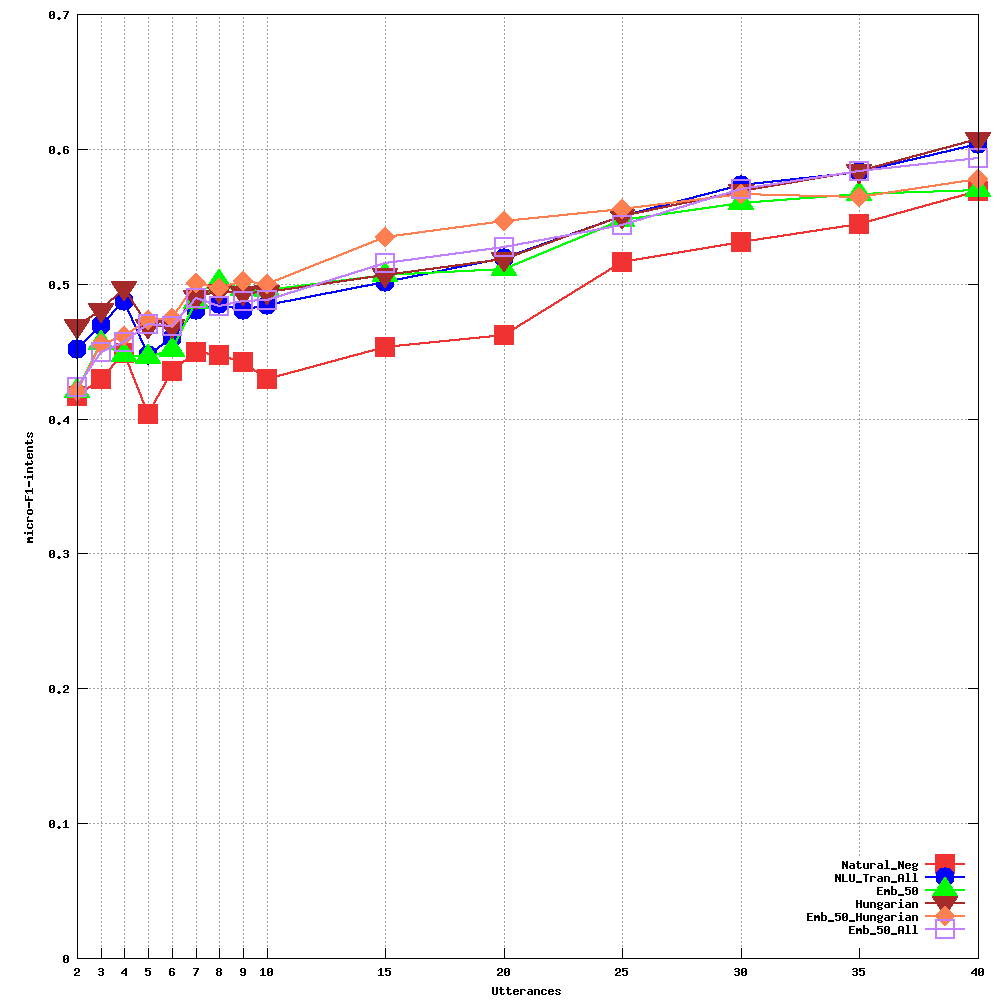 0.7
0.6
0.5
0.4
0.3
0.2
0.1
0
micro-F1-intents
2 3 4 5 6 7 8 9 10 15 20 25 30 35 40
Utterances
Natural_Neg
NLU_Tran_All
Emb_50
Hungarian
Emb_50_Hungarian
Emb_50_All